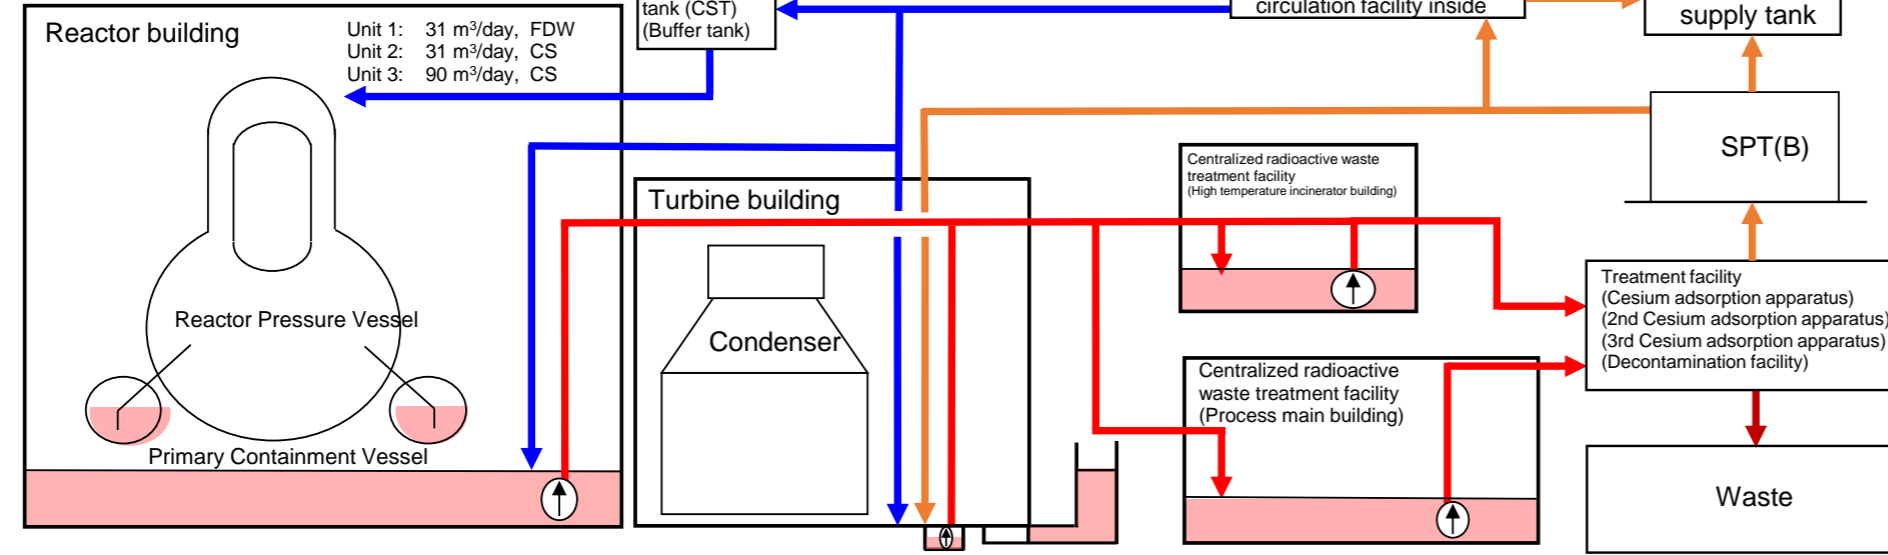 tank (CST)
(Buffer tank)
circulation facility inside
supply tank
Reactor building
Unit 1: 31 m³/day, FDW
Unit 2: 31 m³/day, CS
Unit 3: 90 m³/day, CS
SPT(B)
Centralized radioactive waste
treatment facility
(High temperature incinerator building)
Turbine building
Treatment facility
(Cesium adsorption apparatus)
(2nd Cesium adsorption apparatus)
(3rd Cesium adsorption apparatus)
(Decontamination facility)
Reactor Pressure Vessel
Condenser
Centralized radioactive
waste treatment facility
(Process main building)
Primary Containment Vessel
Waste